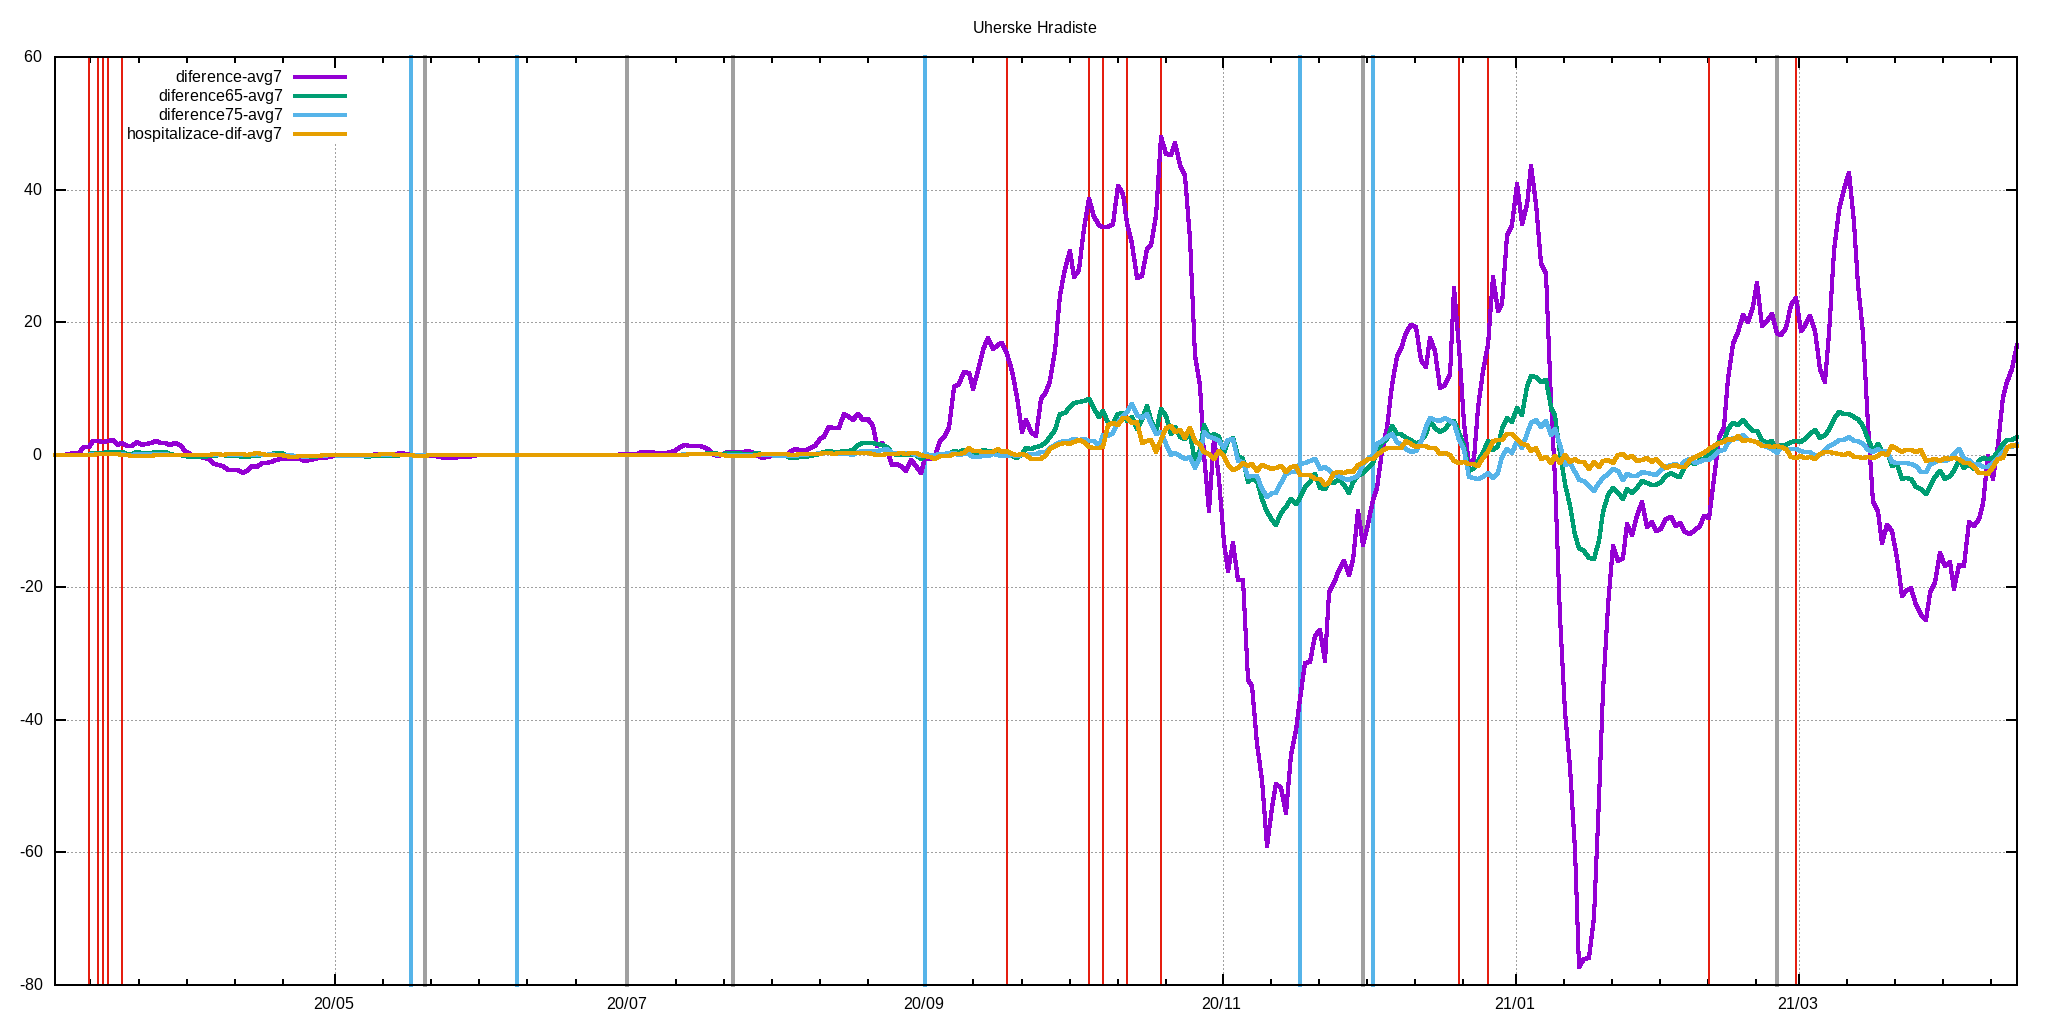 Uherske Hradiste
60
40
20
0
-20
-40
-60
-80
diference-avg7
diference65-avg7
diference75-avg7
hospitalizace-dif-avg7
20/05
20/07
20/09
20/11
21/01
21/03